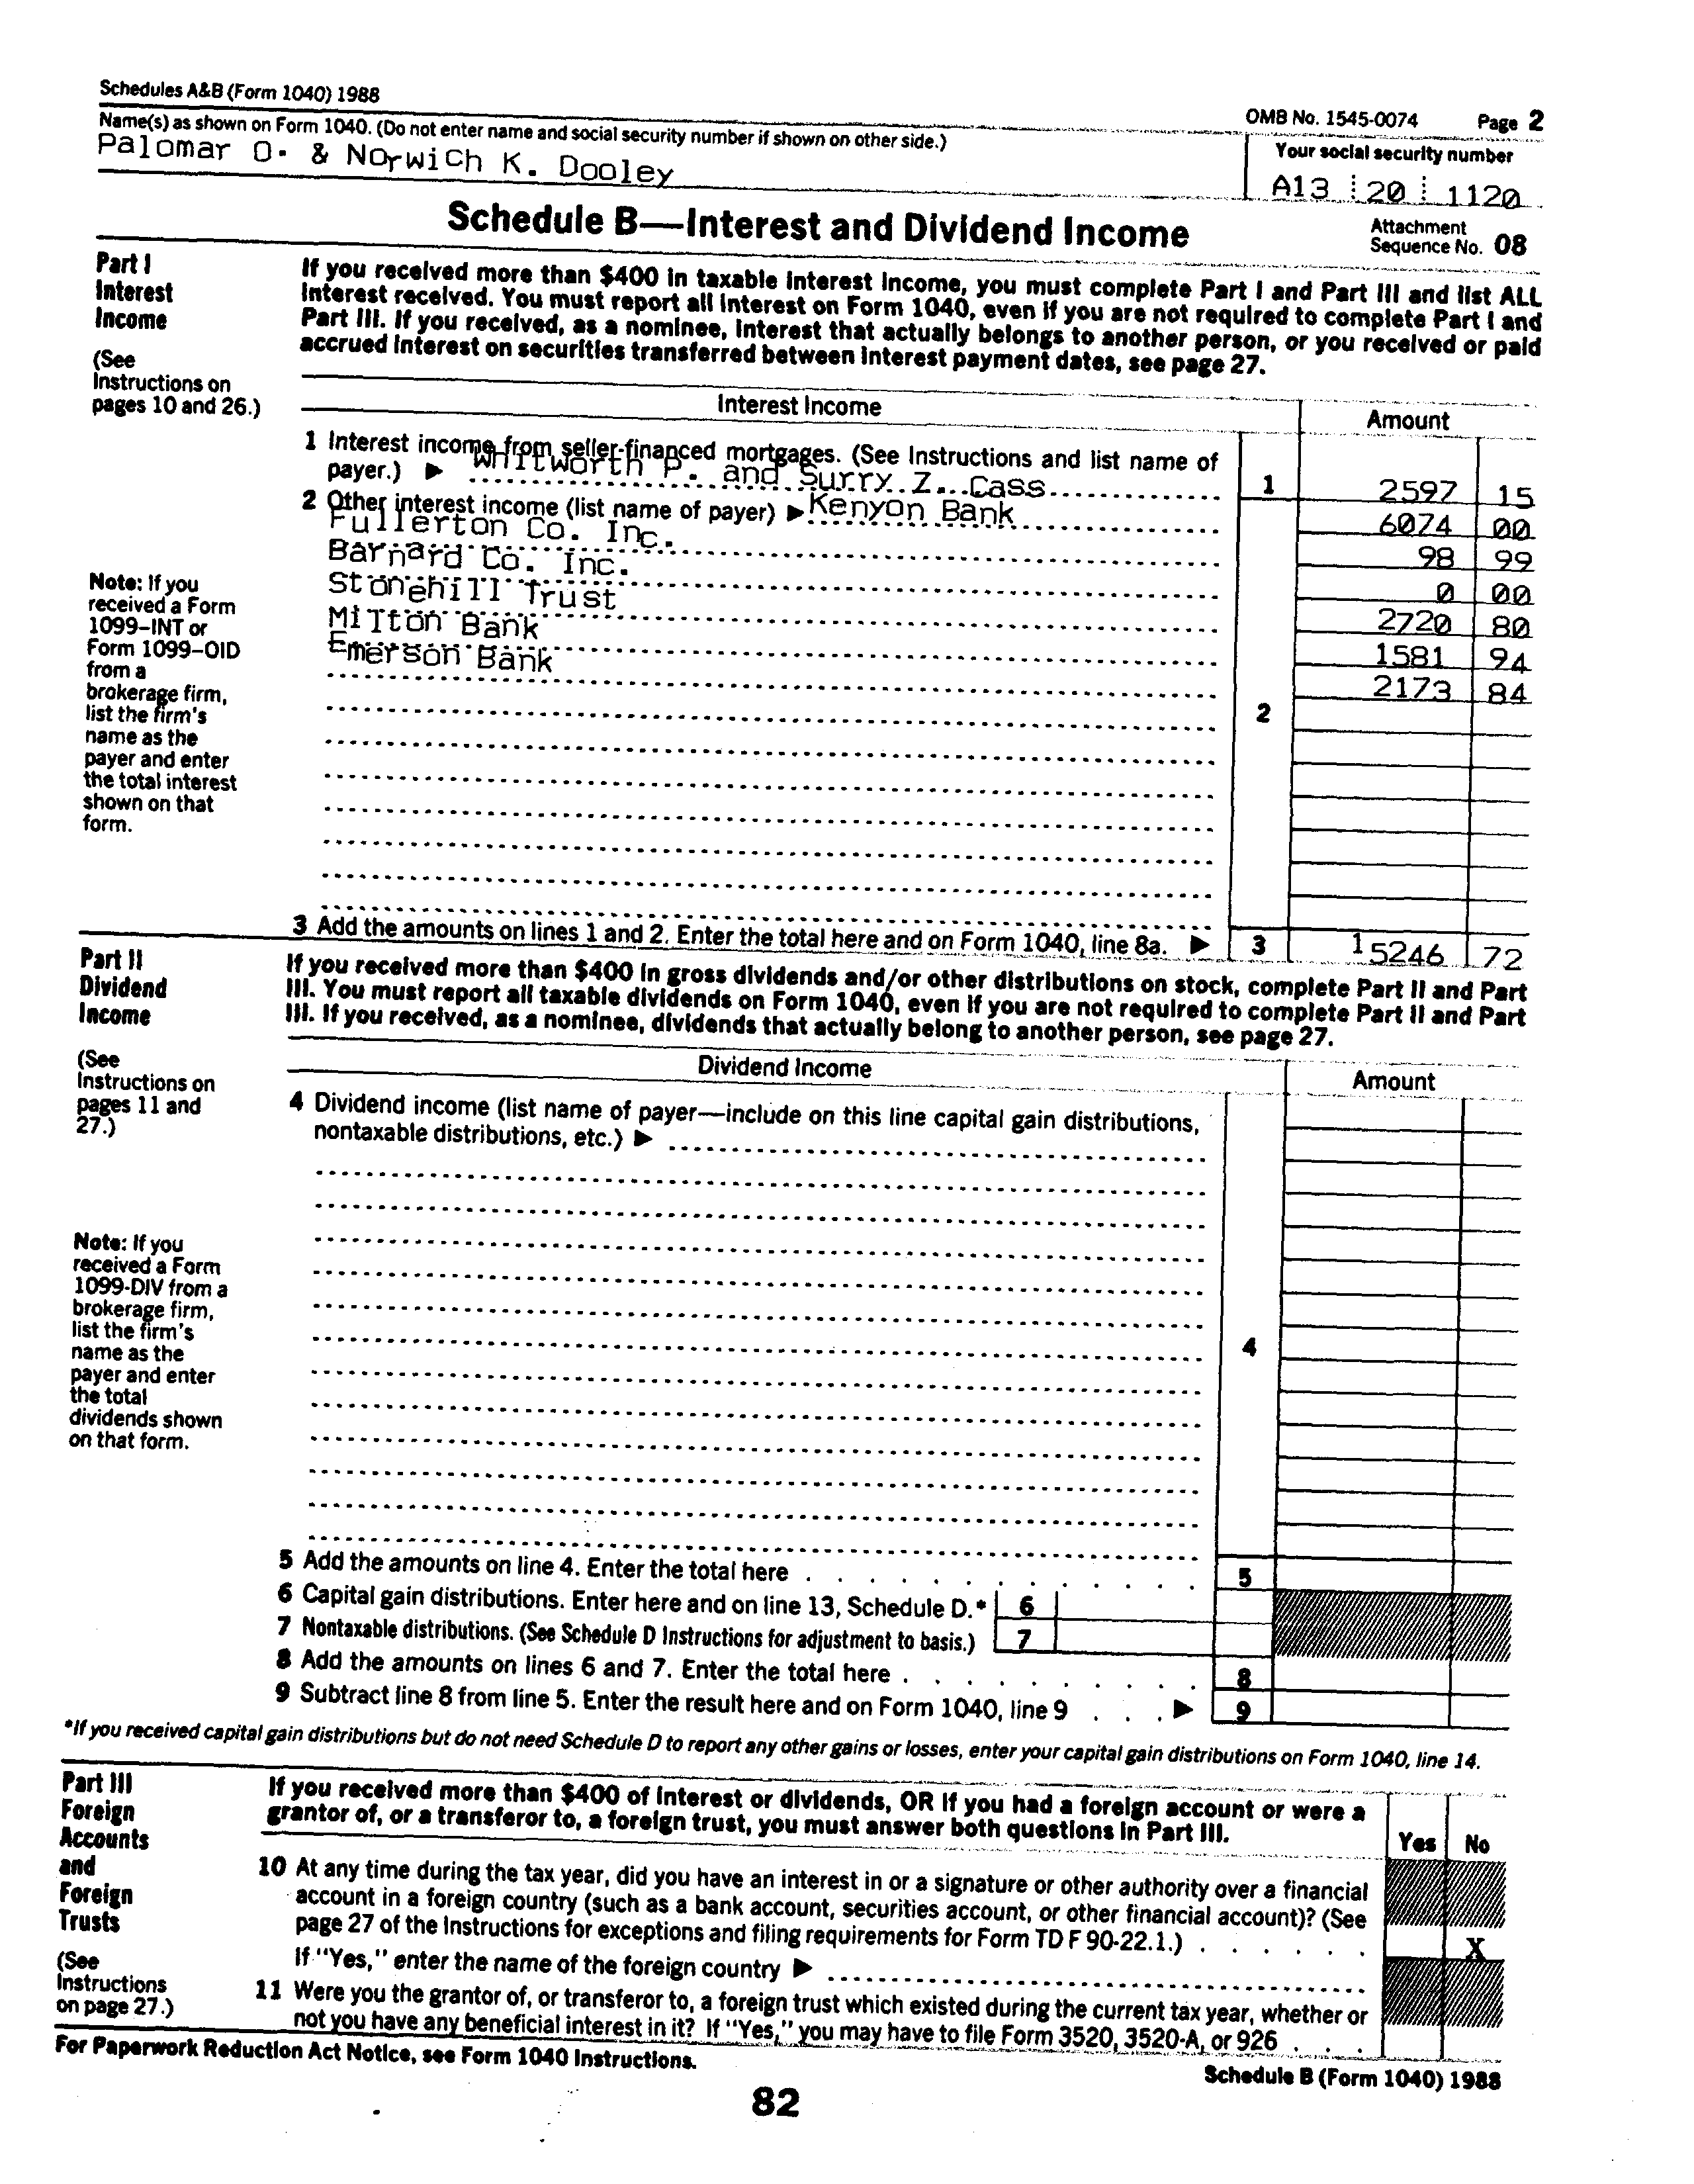 Schedules A&B (Form 1040) 1988
OMB No. 1545-0074 Page 2
Name(s) as shown on Form 1040. (Do not enter name and social security number if shown on other side.)
Your social security number
Palomar O. & Norwich K. Dooley
A13 20 1120
Schedule B—Interest and Dividend Income
Attachment
Sequence No. 08
Part I
Interest
Income
(See
Instructions on
pages 10 and 26.)
If you received more than $400 in taxable interest income, you must complete Part I and Part III and list ALL
interest received. You must report all interest on Form 1040, even if you are not required to complete Part I and
Part III. If you received, as a nominee, interest that actually belongs to another person, or you received or paid
accrued interest on securities transferred between interest payment dates, see page 27.
Interest Income
Amount
1 Interest income from seller-financed mortgages. (See Instructions and list name of
payer.) ▶ Whitworth P. and Surry Z. Cass
1 2597 15
2 Other interest income (list name of payer) ▶ Kenyon Bank
6074 00
Fullerton Co. Inc.
98 99
Barnard Co. Inc.
0 00
Stonehill Trust
2720 80
Milton Bank
1581 94
Emerson Bank
2173 84
2
Note: If you
received a Form
1099–INT or
Form 1099–OID
from a
brokerage firm,
list the firm's
name as the
payer and enter
the total interest
shown on that
form.
3 Add the amounts on lines 1 and 2. Enter the total here and on Form 1040, line 8a. ▶ 3 15246 72
Part II
Dividend
Income
(See
Instructions on
pages 11 and
27.)
If you received more than $400 in gross dividends and/or other distributions on stock, complete Part II and Part
III. You must report all taxable dividends on Form 1040, even if you are not required to complete Part II and Part
III. If you received, as a nominee, dividends that actually belong to another person, see page 27.
Dividend Income
Amount
4 Dividend income (list name of payer—include on this line capital gain distributions,
nontaxable distributions, etc.) ▶
4
Note: If you
received a Form
1099-DIV from a
brokerage firm,
list the firm's
name as the
payer and enter
the total
dividends shown
on that form.
5 Add the amounts on line 4. Enter the total here . . . . . . . . . . . . 5
6 Capital gain distributions. Enter here and on line 13, Schedule D.* 6
7 Nontaxable distributions. (See Schedule D Instructions for adjustment to basis.) 7
8 Add the amounts on lines 6 and 7. Enter the total here . . . . . . . . . . 8
9 Subtract line 8 from line 5. Enter the result here and on Form 1040, line 9 . . . ▶ 9
*If you received capital gain distributions but do not need Schedule D to report any other gains or losses, enter your capital gain distributions on Form 1040, line 14.
Part III
Foreign
Accounts
and
Foreign
Trusts
(See
Instructions
on page 27.)
If you received more than $400 of interest or dividends, OR if you had a foreign account or were a
grantor of, or a transferor to, a foreign trust, you must answer both questions in Part III.
Yes No
10 At any time during the tax year, did you have an interest in or a signature or other authority over a financial
account in a foreign country (such as a bank account, securities account, or other financial account)? (See
page 27 of the Instructions for exceptions and filing requirements for Form TD F 90-22.1.) . . . . . . X
If "Yes," enter the name of the foreign country ▶
11 Were you the grantor of, or transferor to, a foreign trust which existed during the current tax year, whether or
not you have any beneficial interest in it? If "Yes," you may have to file Form 3520, 3520-A, or 926 . . .
For Paperwork Reduction Act Notice, see Form 1040 Instructions.
Schedule B (Form 1040) 1988
82